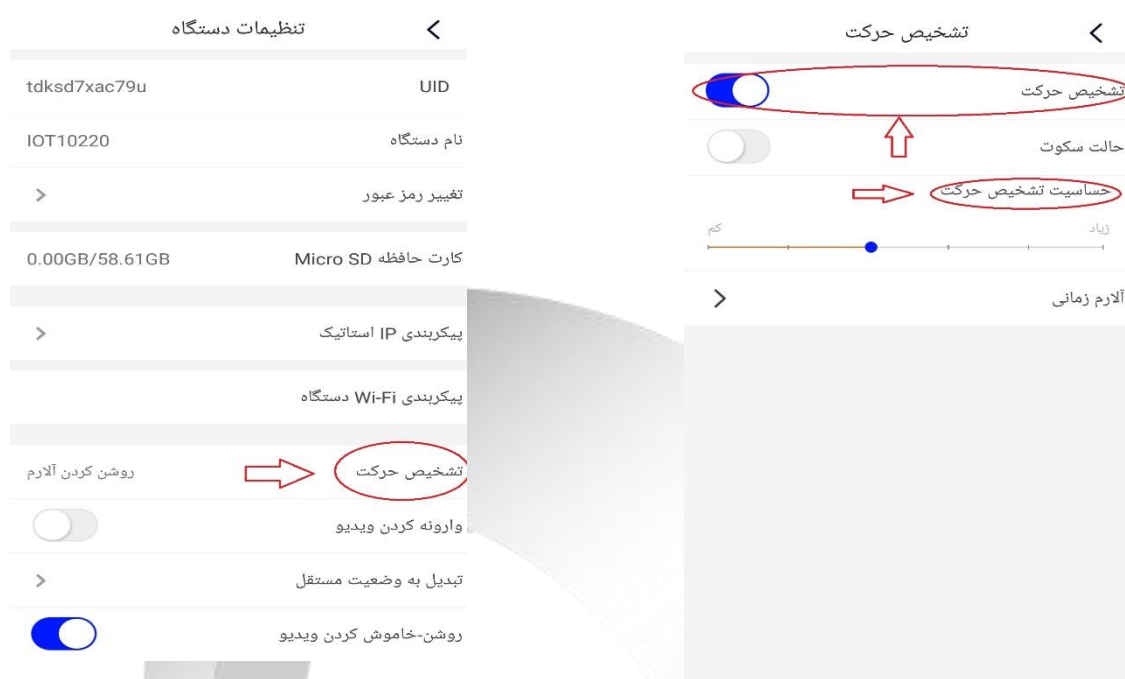 تنظیمات دستگاه
UID tdksd7xac79u
نام دستگاه IOT10220
تغییر رمز عبور
کارت حافظه Micro SD 0.00GB/58.61GB
پیکربندی IP استاتیک
پیکربندی Wi-Fi دستگاه
تشخیص حرکت روشن کردن آلارم
وارونه کردن ویدیو
تبدیل به وضعیت مستقل
روشن-خاموش کردن ویدیو
تشخیص حرکت
تشخیص حرکت
حالت سکوت
حساسیت تشخیص حرکت
زیاد کم
آلارم زمانی